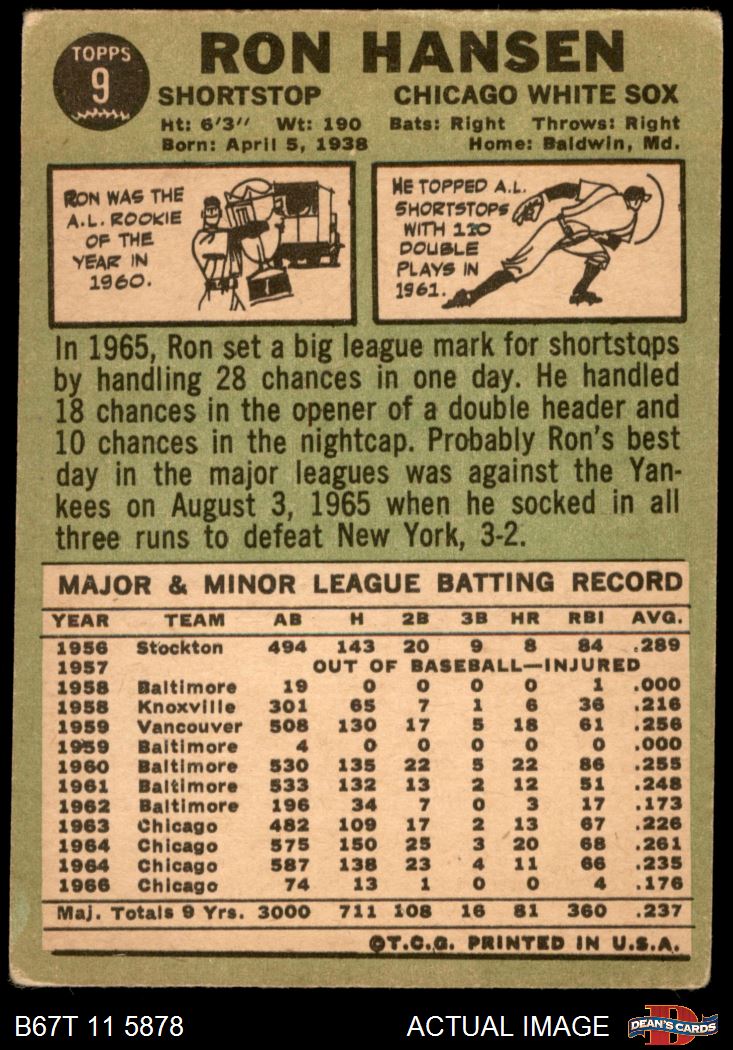 TOPPS
9
RON HANSEN
SHORTSTOP CHICAGO WHITE SOX
Ht: 6'3" Wt: 190 Bats: Right Throws: Right
Born: April 5, 1938 Home: Baldwin, Md.
RON WAS THE
A.L. ROOKIE
OF THE
YEAR IN
1960.
HE TOPPED A.L.
SHORTSTOPS
WITH 110
DOUBLE
PLAYS IN
1961.
In 1965, Ron set a big league mark for shortstops
by handling 28 chances in one day. He handled
18 chances in the opener of a double header and
10 chances in the nightcap. Probably Ron's best
day in the major leagues was against the Yan-
kees on August 3, 1965 when he socked in all
three runs to defeat New York, 3-2.
MAJOR & MINOR LEAGUE BATTING RECORD
YEAR TEAM AB H 2B 3B HR RBI AVG.
1956 Stockton 494 143 20 9 8 84 .289
1957 OUT OF BASEBALL—INJURED
1958 Baltimore 19 0 0 0 0 1 .000
1958 Knoxville 301 65 7 1 6 36 .216
1959 Vancouver 508 130 17 5 18 61 .256
1959 Baltimore 4 0 0 0 0 0 .000
1960 Baltimore 530 135 22 5 22 86 .255
1961 Baltimore 533 132 13 2 12 51 .248
1962 Baltimore 196 34 7 0 3 17 .173
1963 Chicago 482 109 17 2 13 67 .226
1964 Chicago 575 150 25 3 20 68 .261
1964 Chicago 587 138 23 4 11 66 .235
1966 Chicago 74 13 1 0 0 4 .176
Maj. Totals 9 Yrs. 3000 711 108 16 81 360 .237
©T.C.G. PRINTED IN U.S.A.
B67T 11 5878 ACTUAL IMAGE DEAN'S CARDS